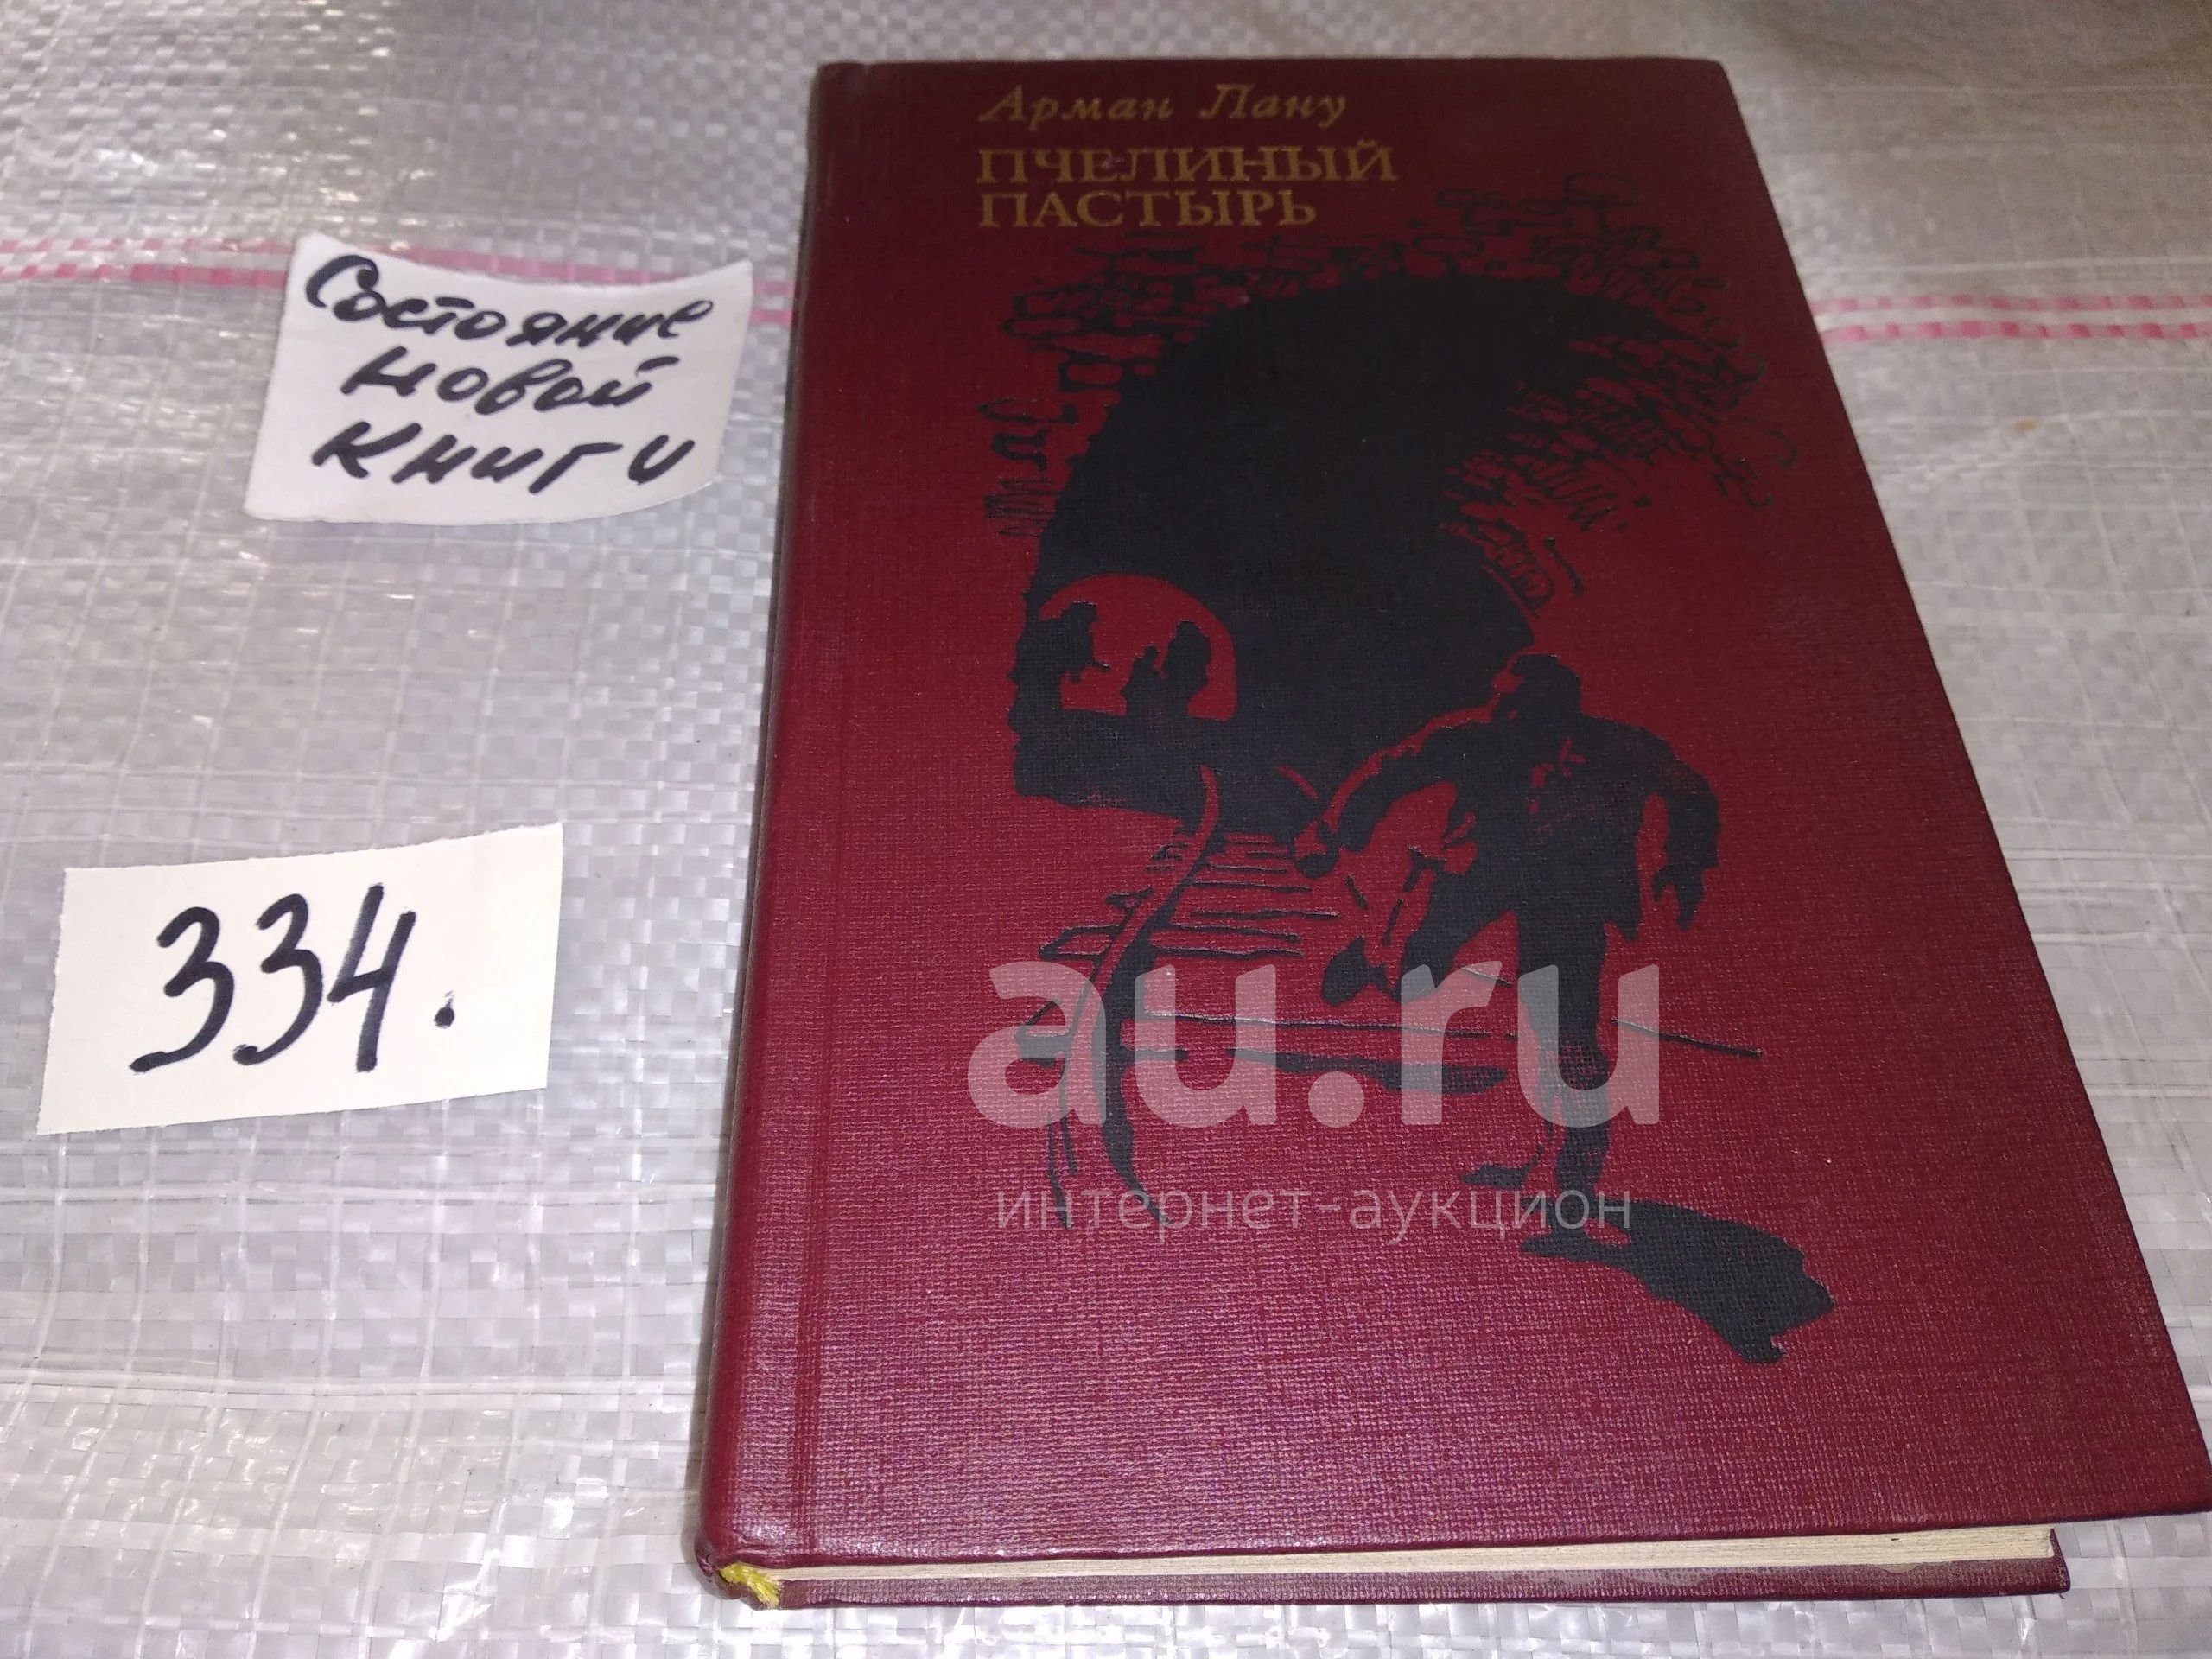 Арман Лану
ПЧЕЛИНЫЙ
ПАСТЫРЬ
Состояние
новой
книги
334.
au.ru
интернет-аукцион